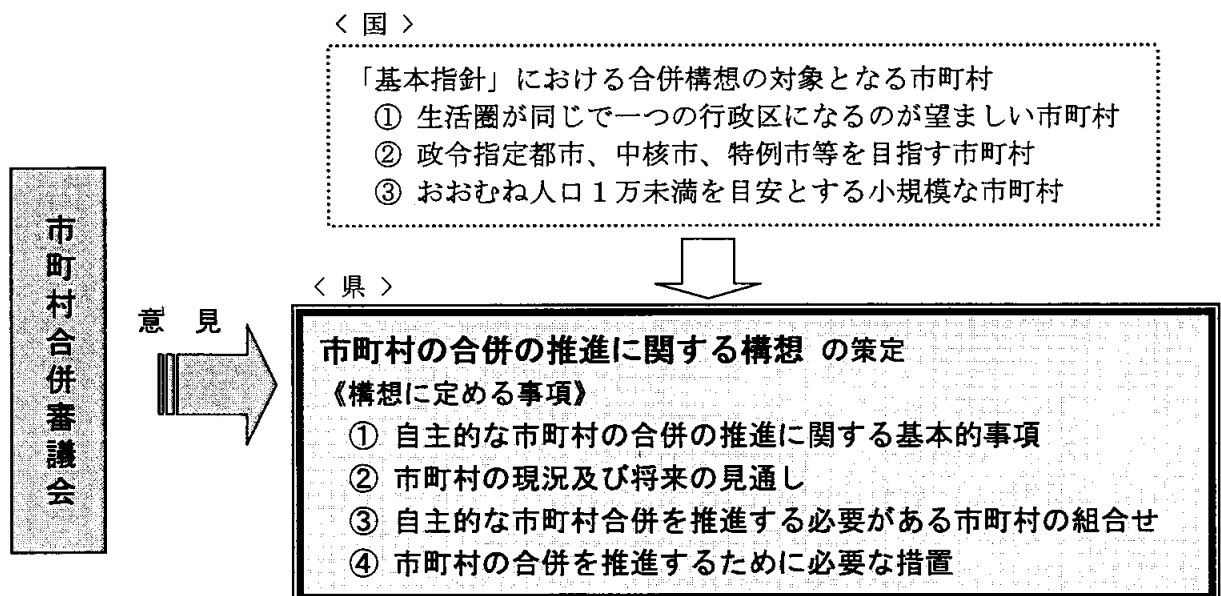 < 国 >
「基本指針」における合併構想の対象となる市町村
① 生活圏が同じで一つの行政区になるのが望ましい市町村
② 政令指定都市、中核市、特例市等を目指す市町村
③ おおむね人口1万未満を目安とする小規模な市町村
市町村合併審議会
意 見
< 県 >
市町村の合併の推進に関する構想 の策定
《構想に定める事項》
① 自主的な市町村の合併の推進に関する基本的事項
② 市町村の現況及び将来の見通し
③ 自主的な市町村合併を推進する必要がある市町村の組合せ
④ 市町村の合併を推進するために必要な措置